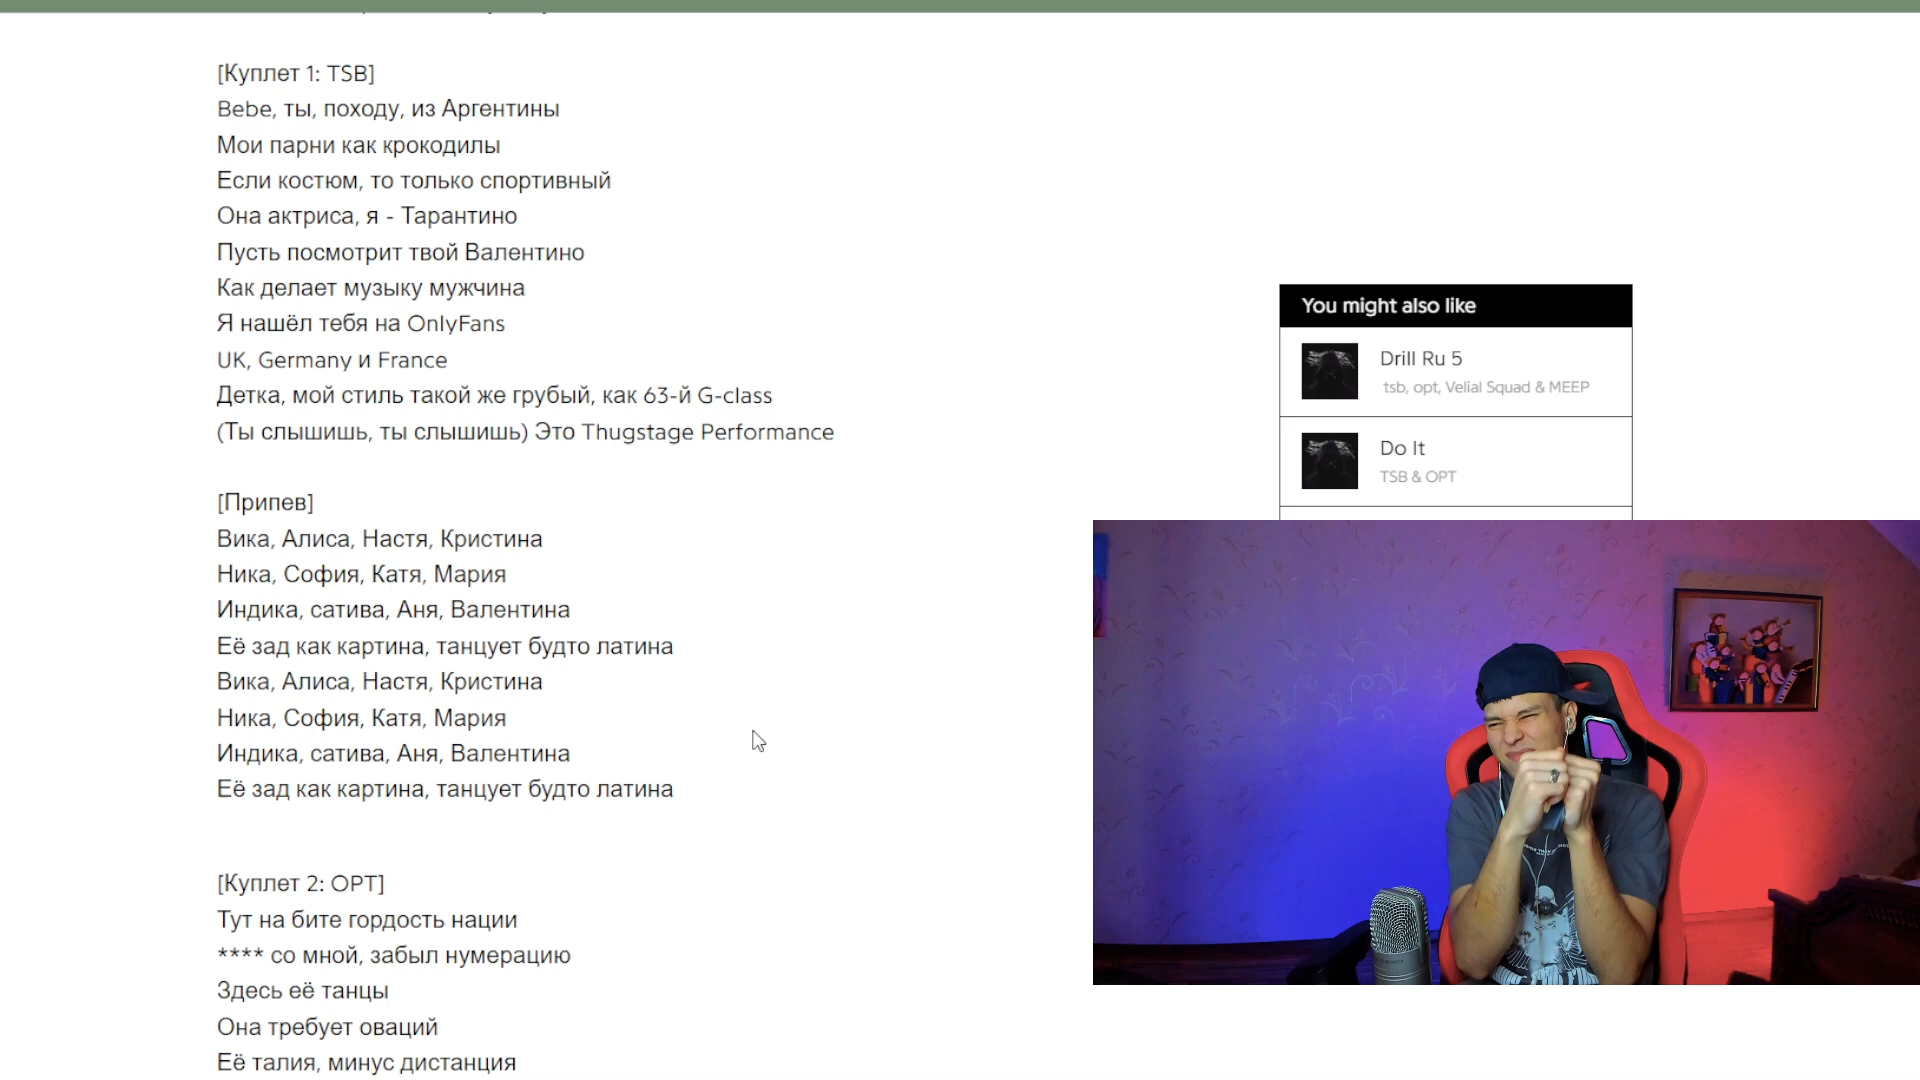 [Куплет 1: TSB]
Bebe, ты, походу, из Аргентины
Мои парни как крокодилы
Если костюм, то только спортивный
Она актриса, я - Тарантино
Пусть посмотрит твой Валентино
Как делает музыку мужчина
Я нашёл тебя на OnlyFans
UK, Germany и France
Детка, мой стиль такой же грубый, как 63-й G-class
(Ты слышишь, ты слышишь) Это Thugstage Performance
[Припев]
Вика, Алиса, Настя, Кристина
Ника, София, Катя, Мария
Индика, сатива, Аня, Валентина
Её зад как картина, танцует будто латина
Вика, Алиса, Настя, Кристина
Ника, София, Катя, Мария
Индика, сатива, Аня, Валентина
Её зад как картина, танцует будто латина
[Куплет 2: OPT]
Тут на бите гордость нации
**** со мной, забыл нумерацию
Здесь её танцы
Она требует оваций
Её талия, минус дистанция
You might also like
Drill Ru 5
tsb, opt, Velial Squad & MEEP
Do It
TSB & OPT